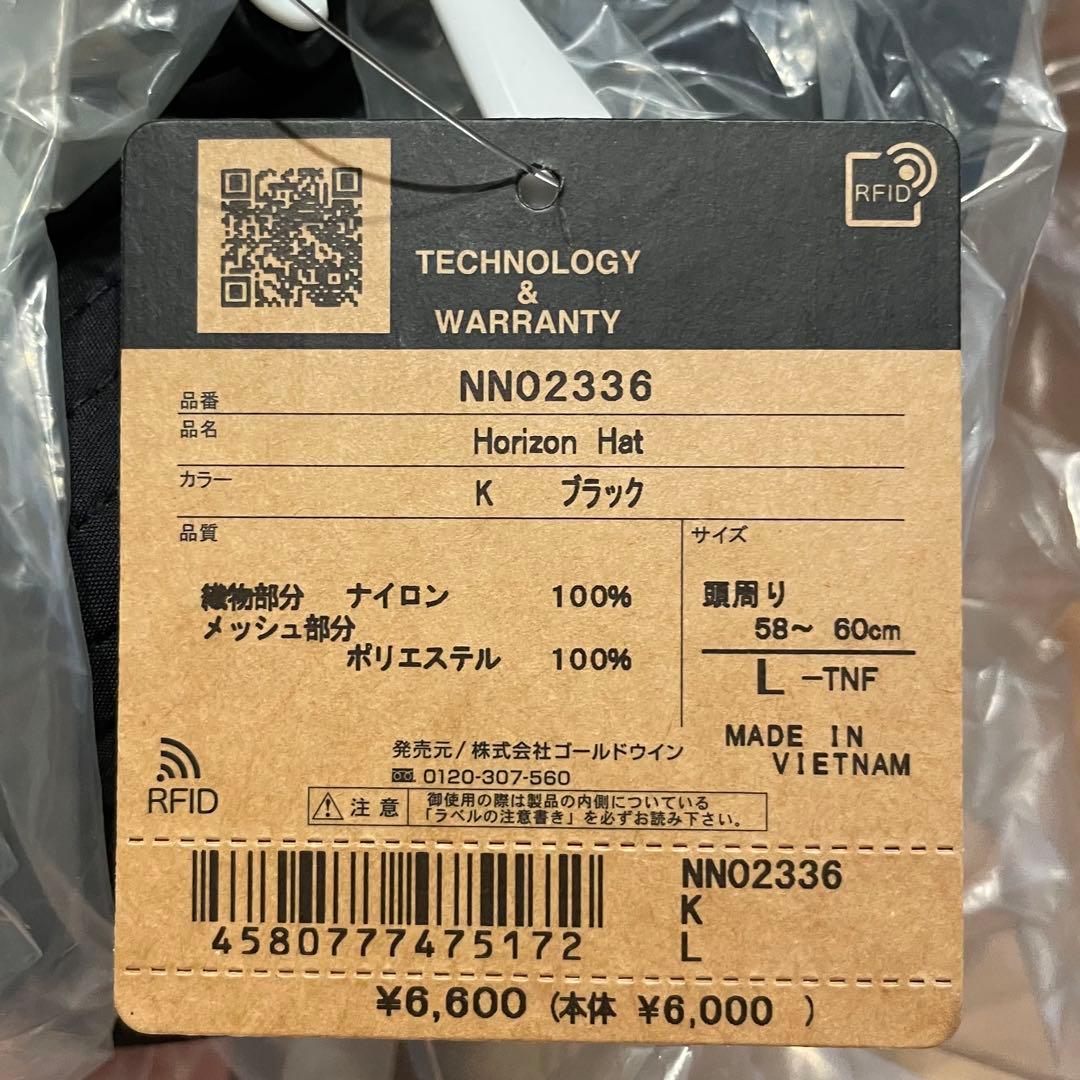 RFID
TECHNOLOGY
&
WARRANTY
品番 NN02336
品名 Horizon Hat
カラー K ブラック
品質
織物部分 ナイロン 100%
メッシュ部分
ポリエステル 100%
サイズ
頭周り
58～ 60cm
L -TNF
MADE IN
VIETNAM
発売元/株式会社ゴールドウイン
0120-307-560
RFID
注意
御使用の際は製品の内側についている
「ラベルの注意書き」を必ずお読み下さい。
4580777475172
NN02336
K
L
¥6,600 (本体 ¥6,000 )